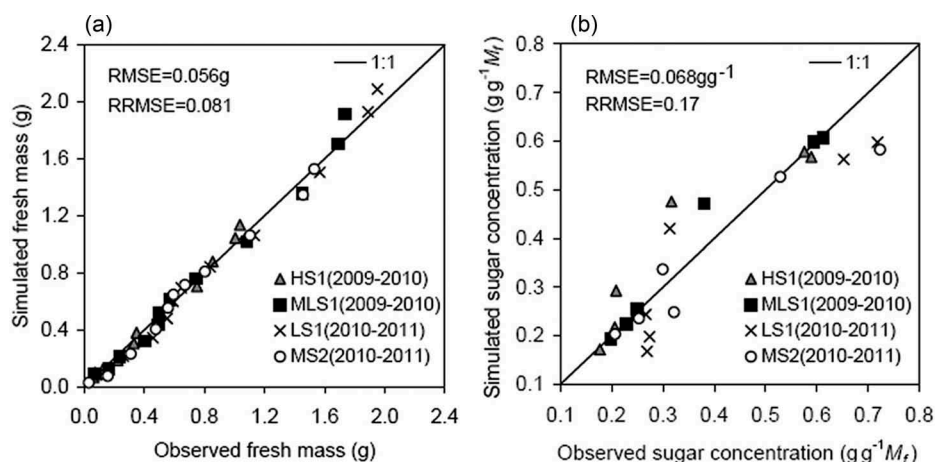 (a)
RMSE=0.056g
RRMSE=0.081
1:1
Simulated fresh mass (g)
2.4
2.0
1.6
1.2
0.8
0.4
0.0
HS1(2009-2010)
MLS1(2009-2010)
LS1(2010-2011)
MS2(2010-2011)
0.0 0.4 0.8 1.2 1.6 2.0 2.4
Observed fresh mass (g)
(b)
RMSE=0.068gg⁻¹
RRMSE=0.17
1:1
Simulated sugar concentration (g g⁻¹ M_f)
0.8
0.7
0.6
0.5
0.4
0.3
0.2
0.1
HS1(2009-2010)
MLS1(2009-2010)
LS1(2010-2011)
MS2(2010-2011)
0.1 0.2 0.3 0.4 0.5 0.6 0.7 0.8
Observed sugar concentration (g g⁻¹ M_f)